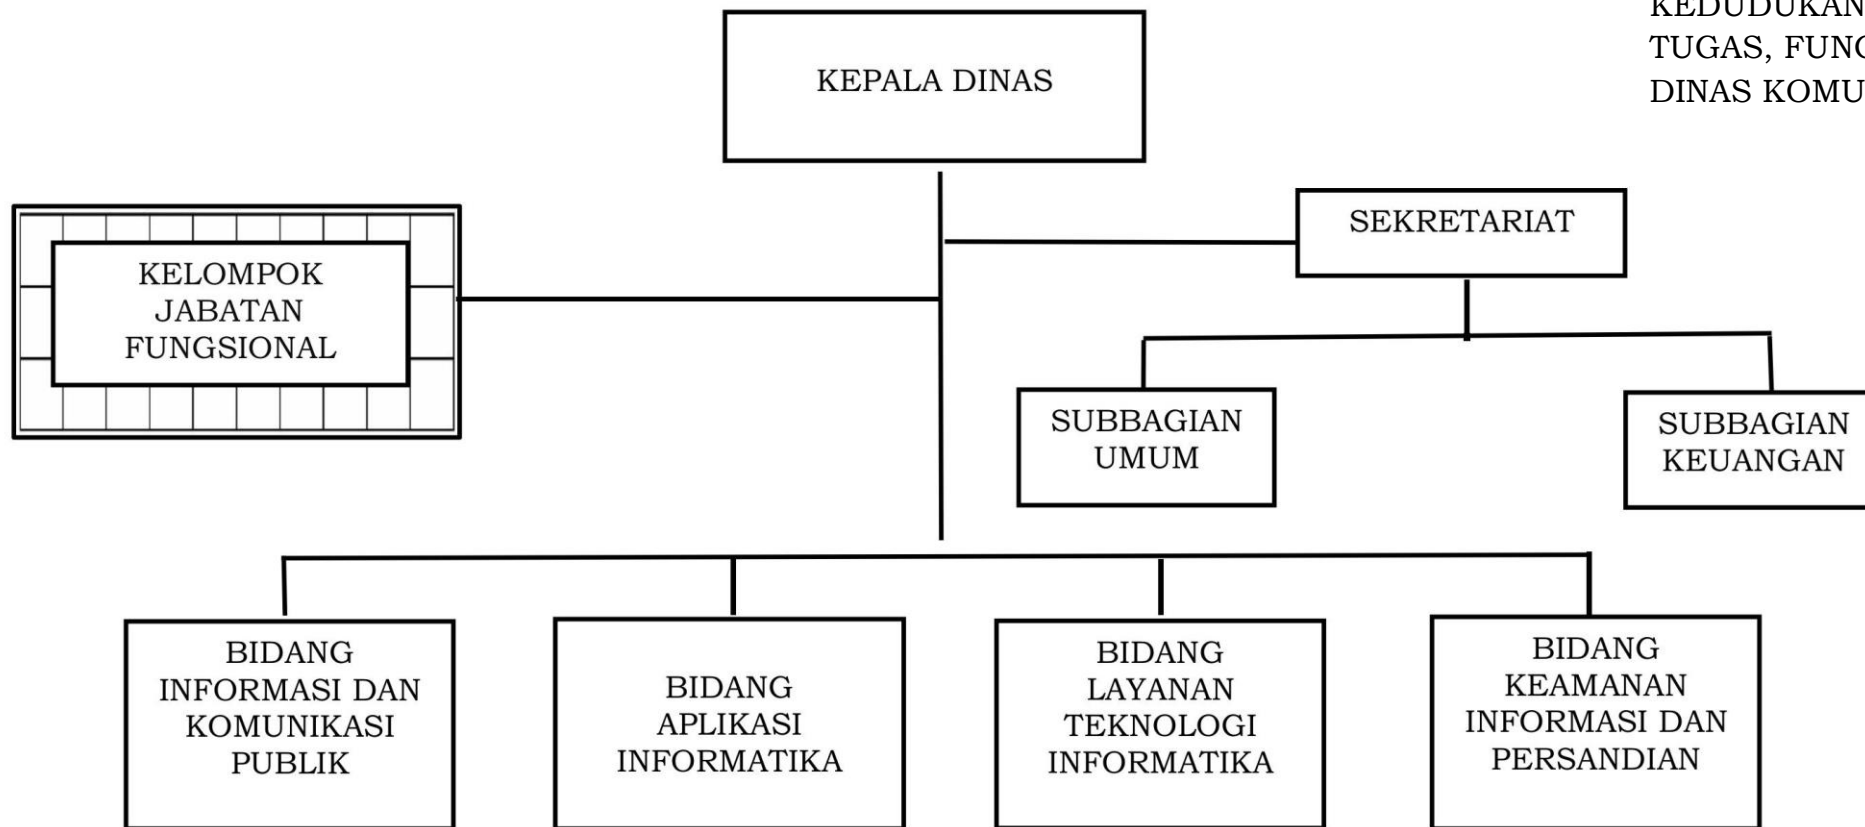 KEDUDUKAN
TUGAS, FUNG
DINAS KOMU
KEPALA DINAS
SEKRETARIAT
KELOMPOK
JABATAN
FUNGSIONAL
SUBBAGIAN
UMUM
SUBBAGIAN
KEUANGAN
BIDANG
INFORMASI DAN
KOMUNIKASI
PUBLIK
BIDANG
APLIKASI
INFORMATIKA
BIDANG
LAYANAN
TEKNOLOGI
INFORMATIKA
BIDANG
KEAMANAN
INFORMASI DAN
PERSANDIAN